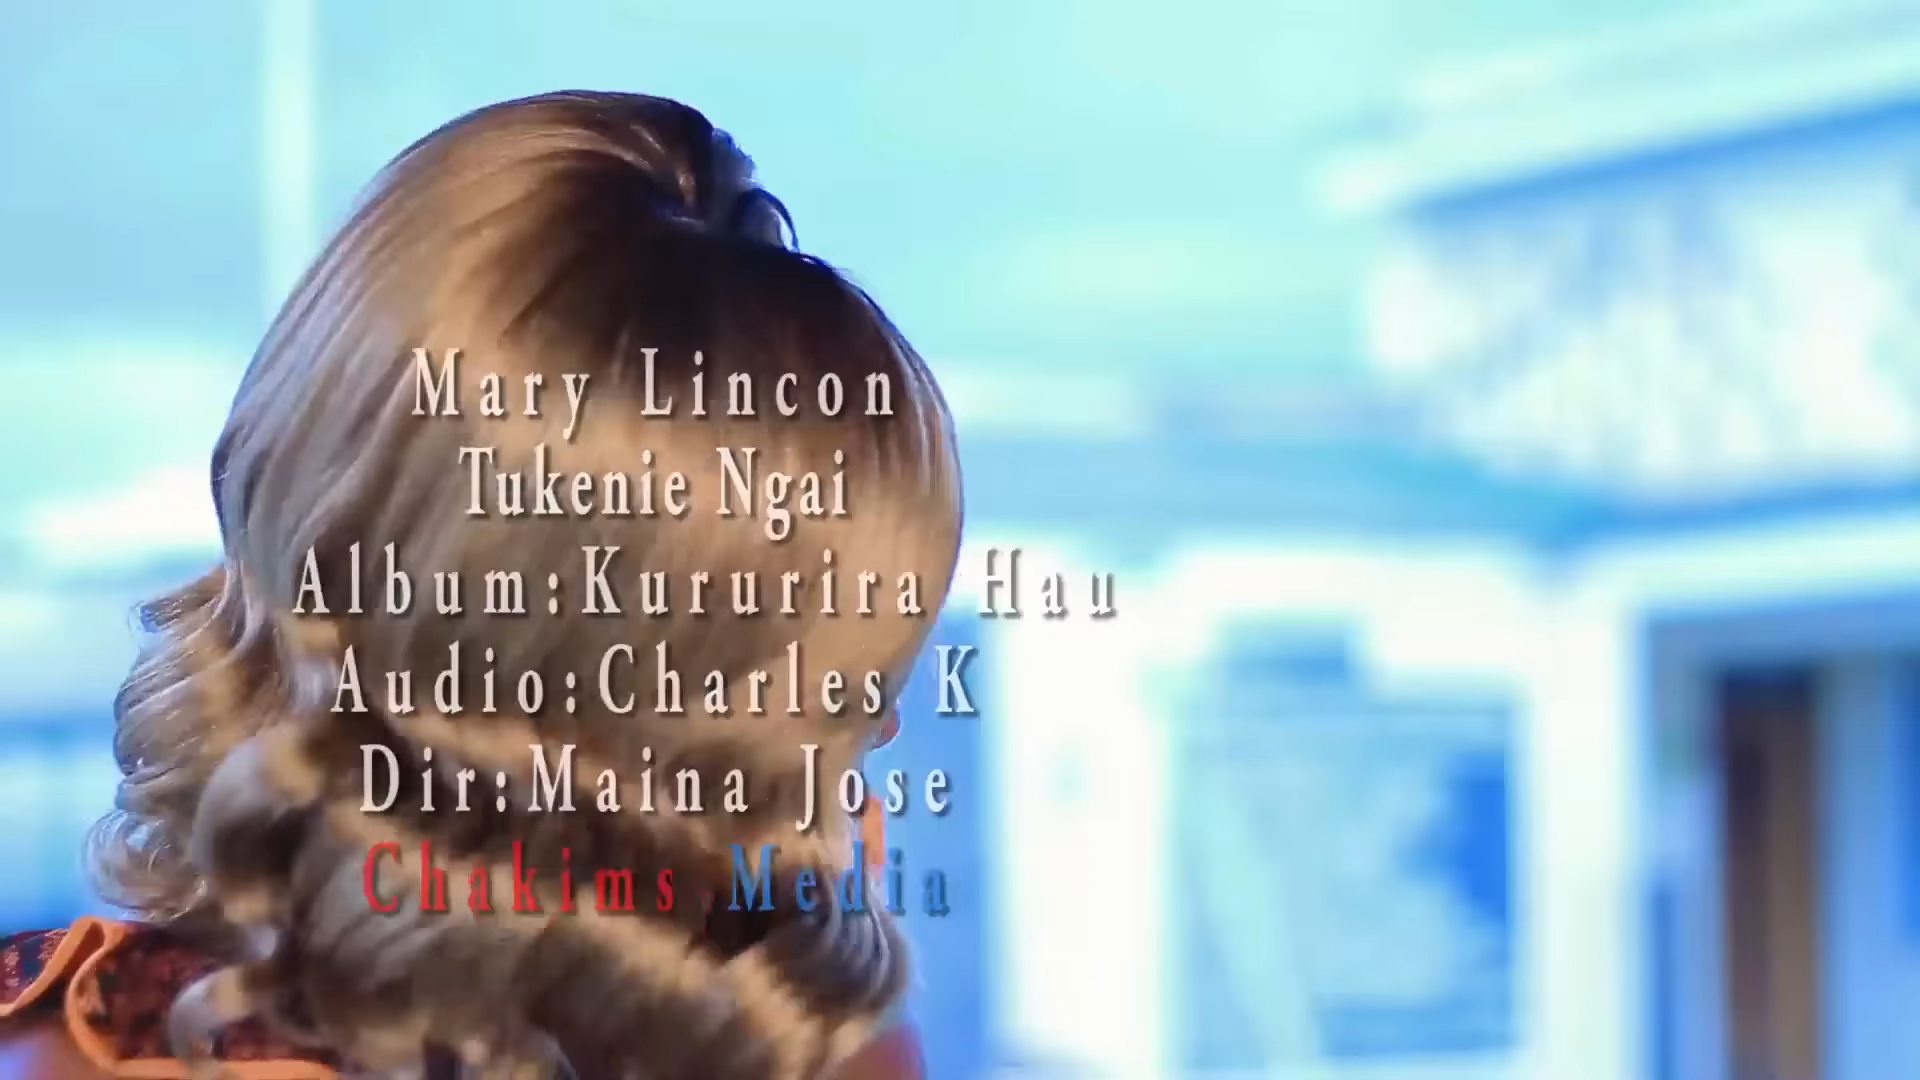 Mary Lincon
Tukenie Ngai
Album:Kururira Hau
Audio:Charles K
Dir:Maina Jose
Chakims Media